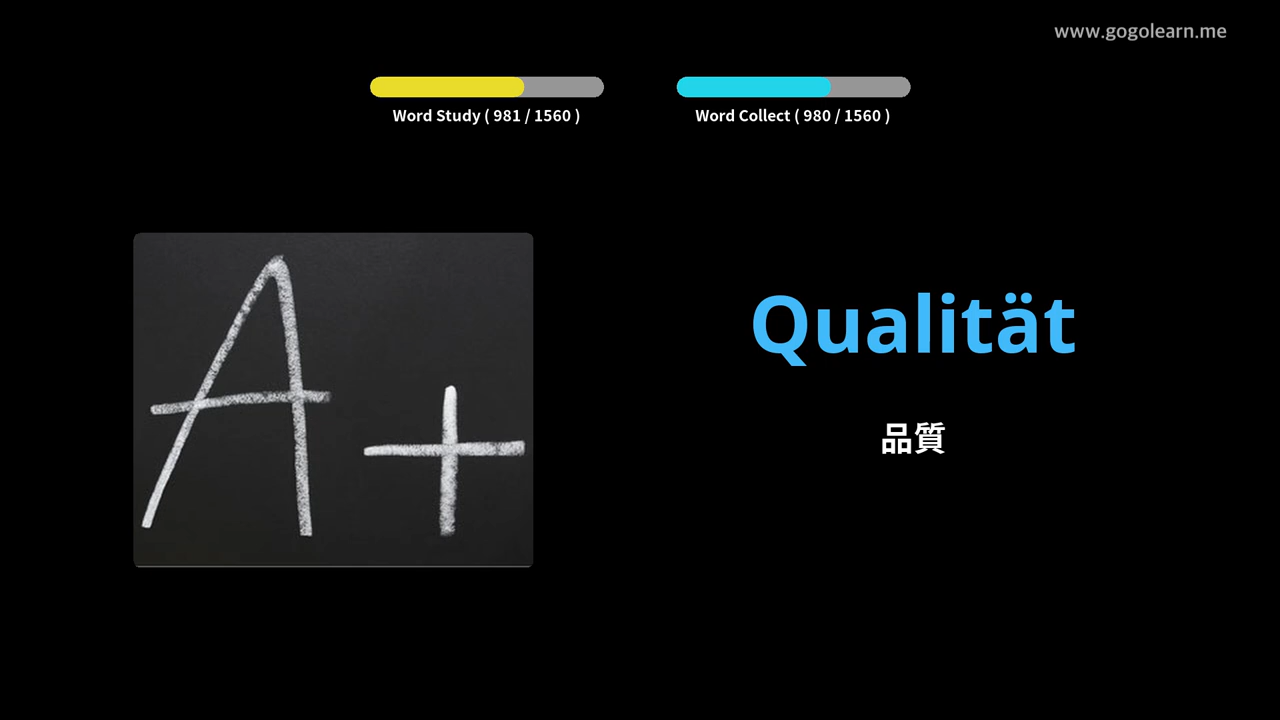 www.gogolearn.me
Word Study ( 981 / 1560 )
Word Collect ( 980 / 1560 )
A+
Qualität
品質